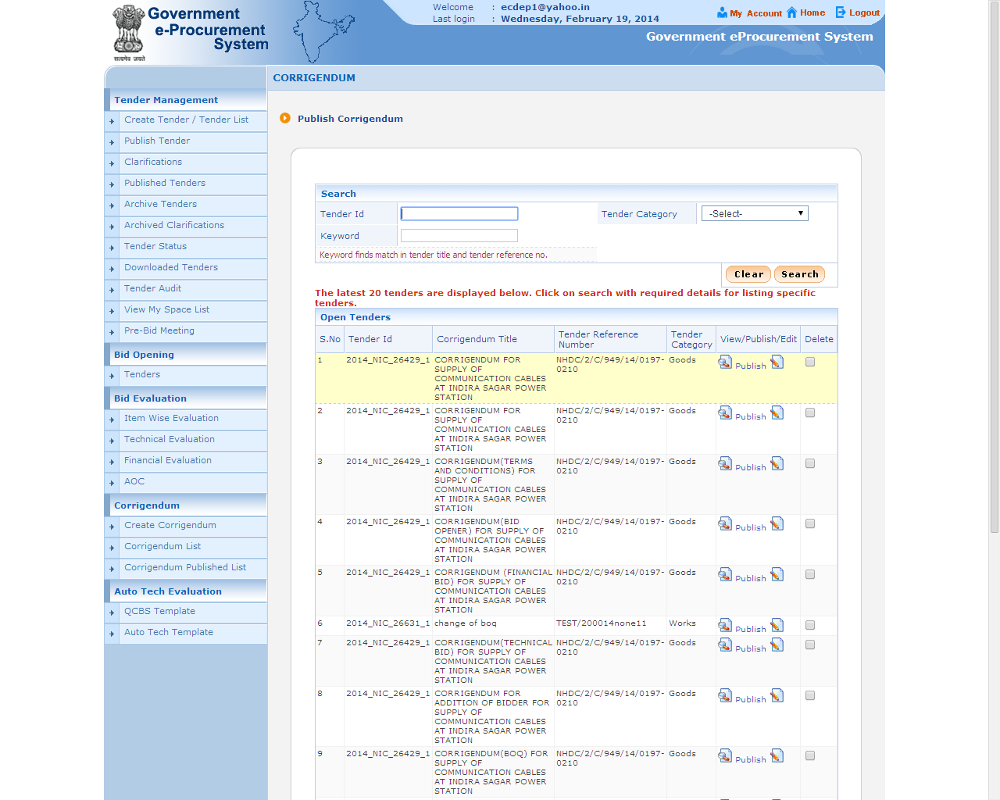 Government
e-Procurement
System
सत्यमेव जयते
Welcome : ecdep1@yahoo.in
Last login : Wednesday, February 19, 2014
My Account Home Logout
Government eProcurement System
CORRIGENDUM
Publish Corrigendum
Tender Management
Create Tender / Tender List
Publish Tender
Clarifications
Published Tenders
Archive Tenders
Archived Clarifications
Tender Status
Downloaded Tenders
Tender Audit
View My Space List
Pre-Bid Meeting
Bid Opening
Tenders
Bid Evaluation
Item Wise Evaluation
Technical Evaluation
Financial Evaluation
AOC
Corrigendum
Create Corrigendum
Corrigendum List
Corrigendum Published List
Auto Tech Evaluation
QCBS Template
Auto Tech Template
Search
Tender Id Tender Category -Select-
Keyword
Keyword finds match in tender title and tender reference no.
Clear Search
The latest 20 tenders are displayed below. Click on search with required details for listing specific
tenders.
Open Tenders
S.No Tender Id Corrigendum Title Tender Reference Number Tender Category View/Publish/Edit Delete
1 2014_NIC_26429_1 CORRIGENDUM FOR NHDC/2/C/949/14/0197- Goods Publish
SUPPLY OF 0210
COMMUNICATION CABLES
AT INDIRA SAGAR POWER
STATION
2 2014_NIC_26429_1 CORRIGENDUM FOR NHDC/2/C/949/14/0197- Goods Publish
SUPPLY OF 0210
COMMUNICATION CABLES
AT INDIRA SAGAR POWER
STATION
3 2014_NIC_26429_1 CORRIGENDUM(TERMS NHDC/2/C/949/14/0197- Goods Publish
AND CONDITIONS) FOR 0210
SUPPLY OF
COMMUNICATION CABLES
AT INDIRA SAGAR POWER
STATION
4 2014_NIC_26429_1 CORRIGENDUM(BID NHDC/2/C/949/14/0197- Goods Publish
OPENER) FOR SUPPLY OF 0210
COMMUNICATION CABLES
AT INDIRA SAGAR POWER
STATION
5 2014_NIC_26429_1 CORRIGENDUM (FINANCIAL NHDC/2/C/949/14/0197- Goods Publish
BID) FOR SUPPLY OF 0210
COMMUNICATION CABLES
AT INDIRA SAGAR POWER
STATION
6 2014_NIC_26631_1 change of boq TEST/200014none11 Works Publish
7 2014_NIC_26429_1 CORRIGENDUM(TECHNICAL NHDC/2/C/949/14/0197- Goods Publish
BID) FOR SUPPLY OF 0210
COMMUNICATION CABLES
AT INDIRA SAGAR POWER
STATION
8 2014_NIC_26429_1 CORRIGENDUM FOR NHDC/2/C/949/14/0197- Goods Publish
ADDITION OF BIDDER FOR 0210
SUPPLY OF
COMMUNICATION CABLES
AT INDIRA SAGAR POWER
STATION
9 2014_NIC_26429_1 CORRIGENDUM(BOQ) FOR NHDC/2/C/949/14/0197- Goods Publish
SUPPLY OF 0210
COMMUNICATION CABLES
AT INDIRA SAGAR POWER
STATION